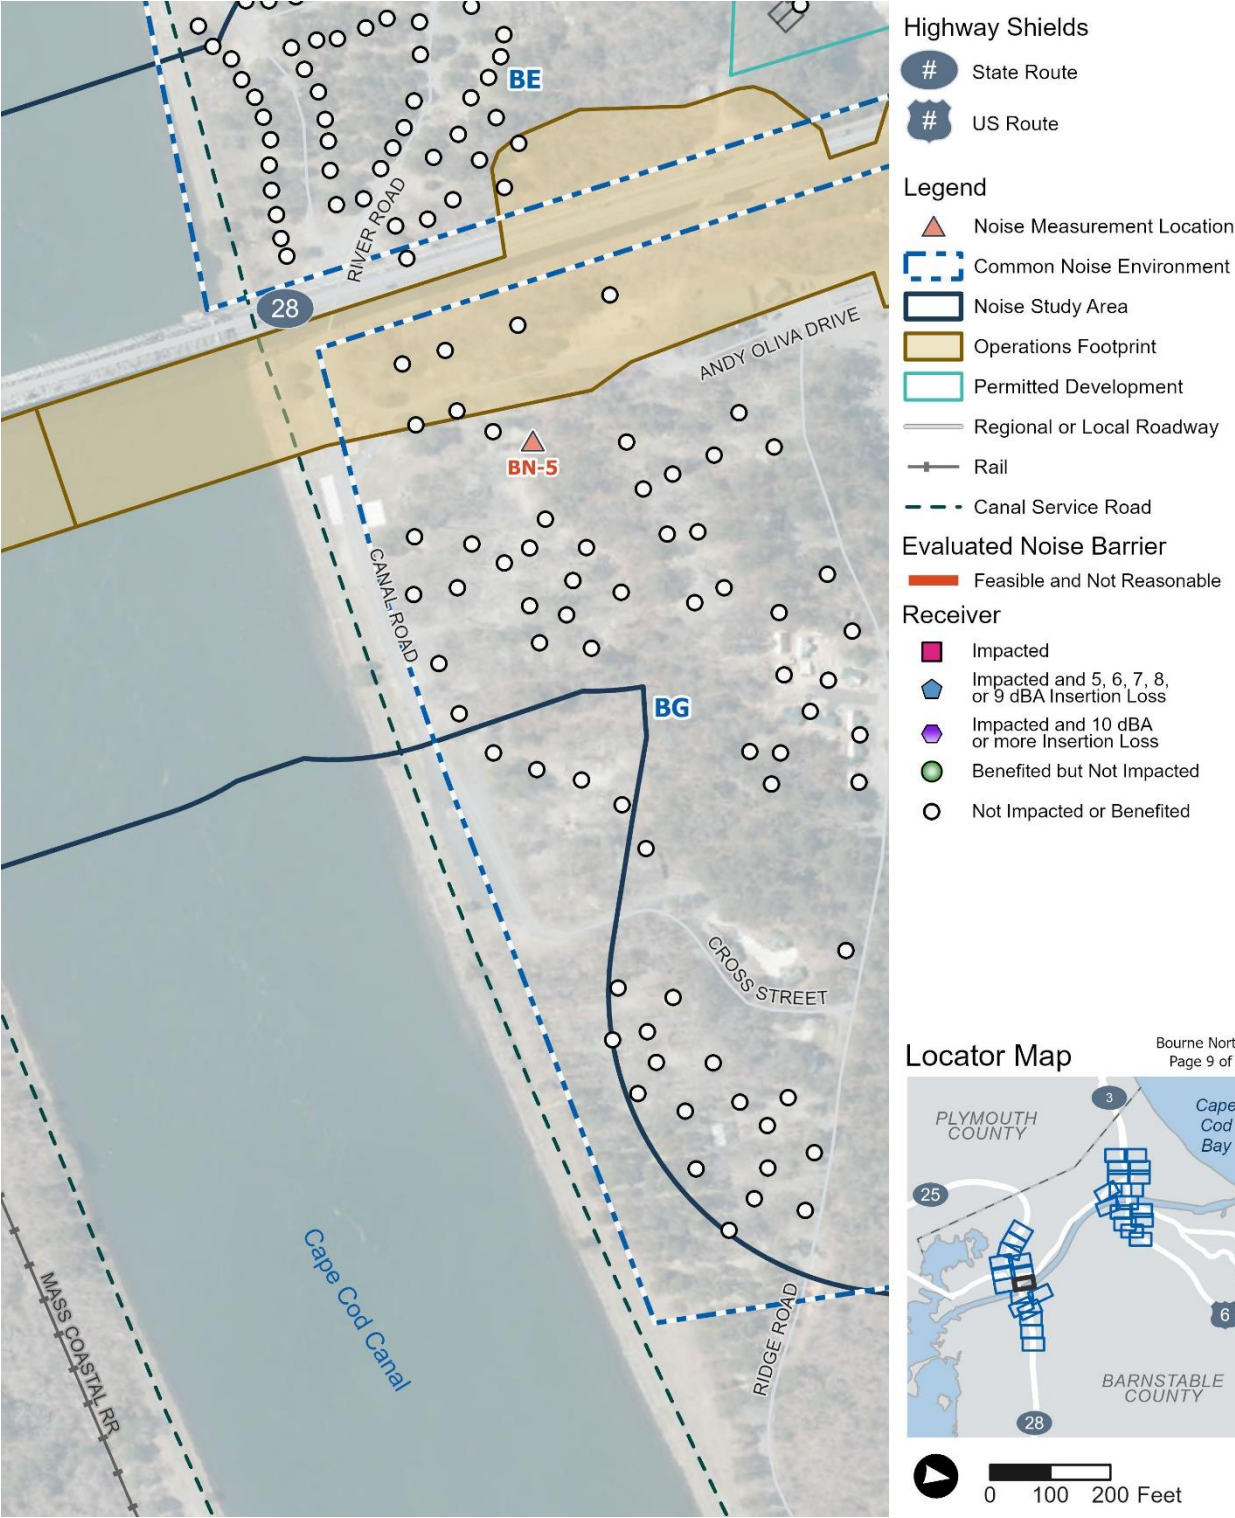 BE
RIVER ROAD
28
ANDY OLIVA DRIVE
BN-5
CANAL ROAD
BG
CROSS STREET
Cape Cod Canal
MASS COASTAL RR
RIDGE ROAD
Highway Shields
# State Route
# US Route
Legend
Noise Measurement Location
Common Noise Environment
Noise Study Area
Operations Footprint
Permitted Development
Regional or Local Roadway
Rail
Canal Service Road
Evaluated Noise Barrier
Feasible and Not Reasonable
Receiver
Impacted
Impacted and 5, 6, 7, 8,
or 9 dBA Insertion Loss
Impacted and 10 dBA
or more Insertion Loss
Benefited but Not Impacted
Not Impacted or Benefited
Locator Map
Bourne Nort
Page 9 of
3
PLYMOUTH
COUNTY
Cape
Cod
Bay
25
6
BARNSTABLE
COUNTY
28
0 100 200 Feet